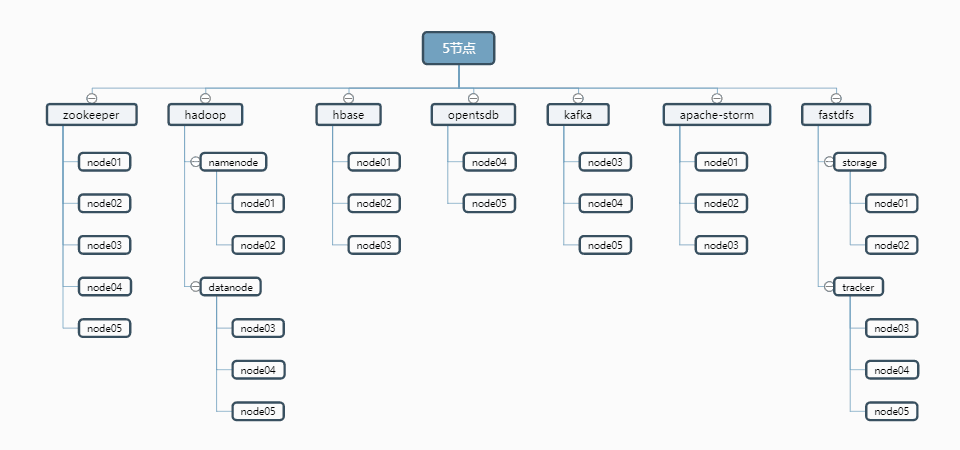 5节点
zookeeper
node01
node02
node03
node04
node05
hadoop
namenode
node01
node02
datanode
node03
node04
node05
hbase
node01
node02
node03
opentsdb
node04
node05
kafka
node03
node04
node05
apache-storm
node01
node02
node03
fastdfs
storage
node01
node02
tracker
node03
node04
node05